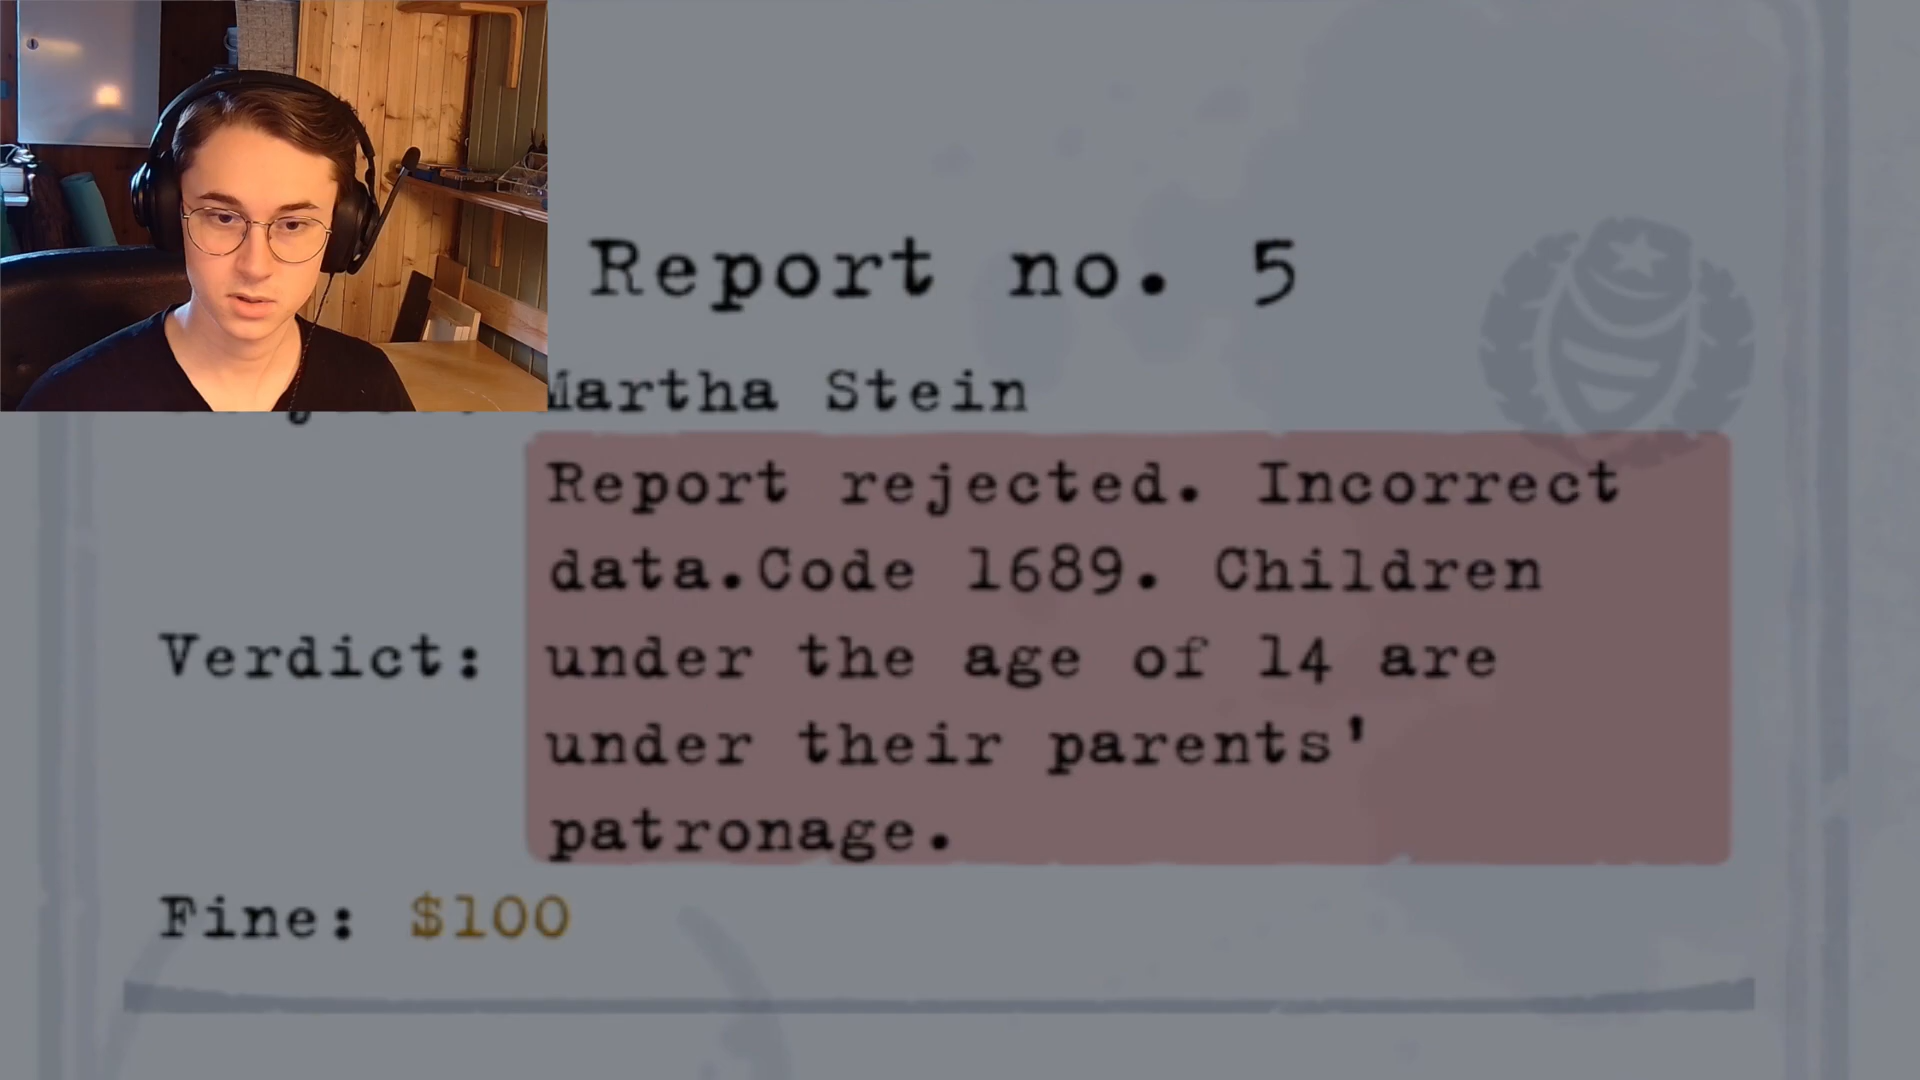 Report no. 5
Martha Stein
Report rejected. Incorrect
data.Code 1689. Children
Verdict: under the age of 14 are
under their parents'
patronage.
Fine: $100